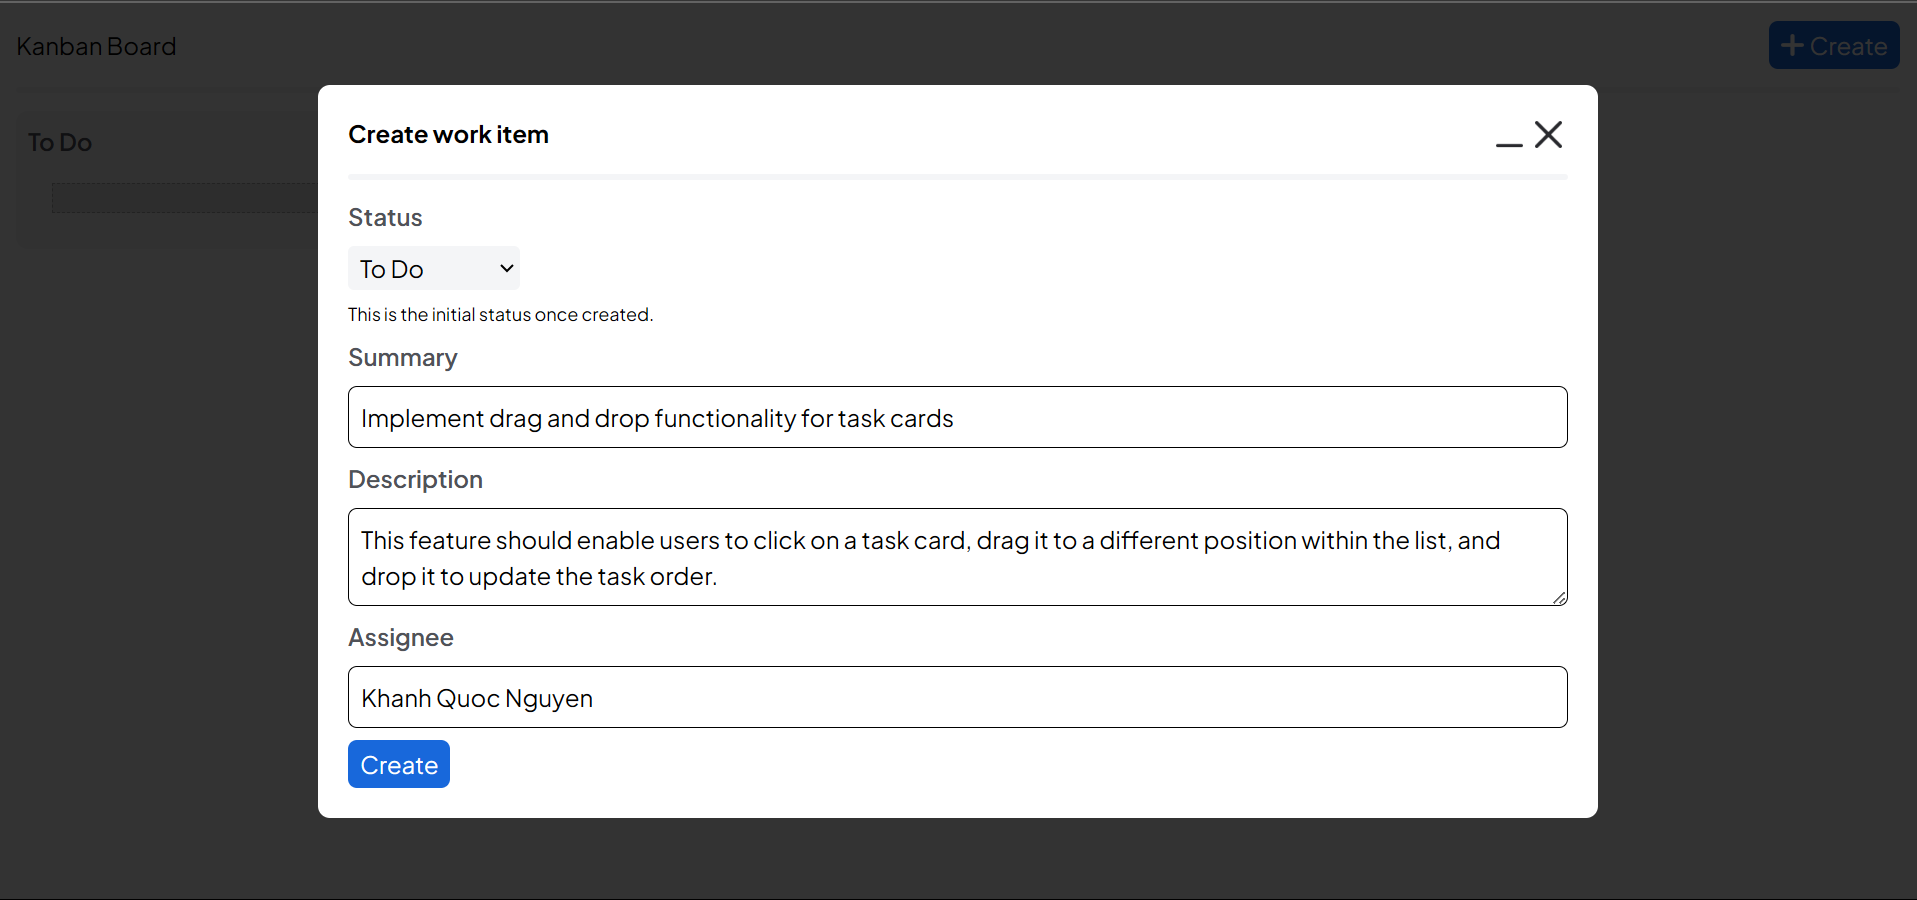 Kanban Board
+ Create
To Do
Create work item
Status
To Do
This is the initial status once created.
Summary
Implement drag and drop functionality for task cards
Description
This feature should enable users to click on a task card, drag it to a different position within the list, and
drop it to update the task order.
Assignee
Khanh Quoc Nguyen
Create